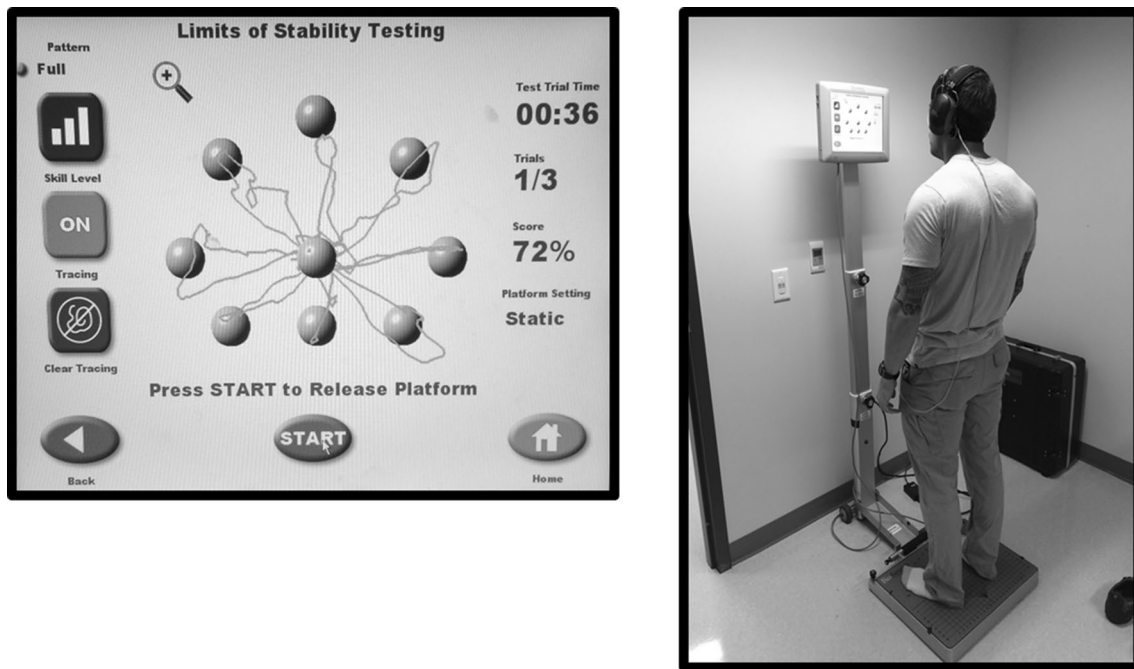 Limits of Stability Testing
Pattern
Full
Skill Level
ON
Tracing
Clear Tracing
Test Trial Time
00:36
Trials
1/3
Score
72%
Platform Setting
Static
Press START to Release Platform
START
Back
Home